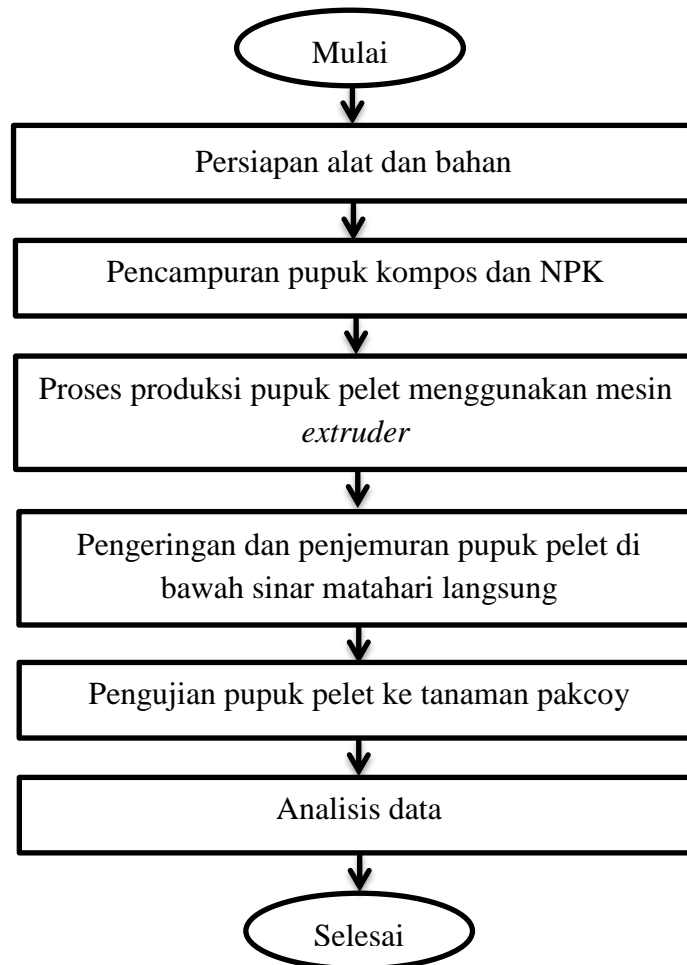 Mulai
Persiapan alat dan bahan
Pencampuran pupuk kompos dan NPK
Proses produksi pupuk pelet menggunakan mesin
extruder
Pengeringan dan penjemuran pupuk pelet di
bawah sinar matahari langsung
Pengujian pupuk pelet ke tanaman pakcoy
Analisis data
Selesai